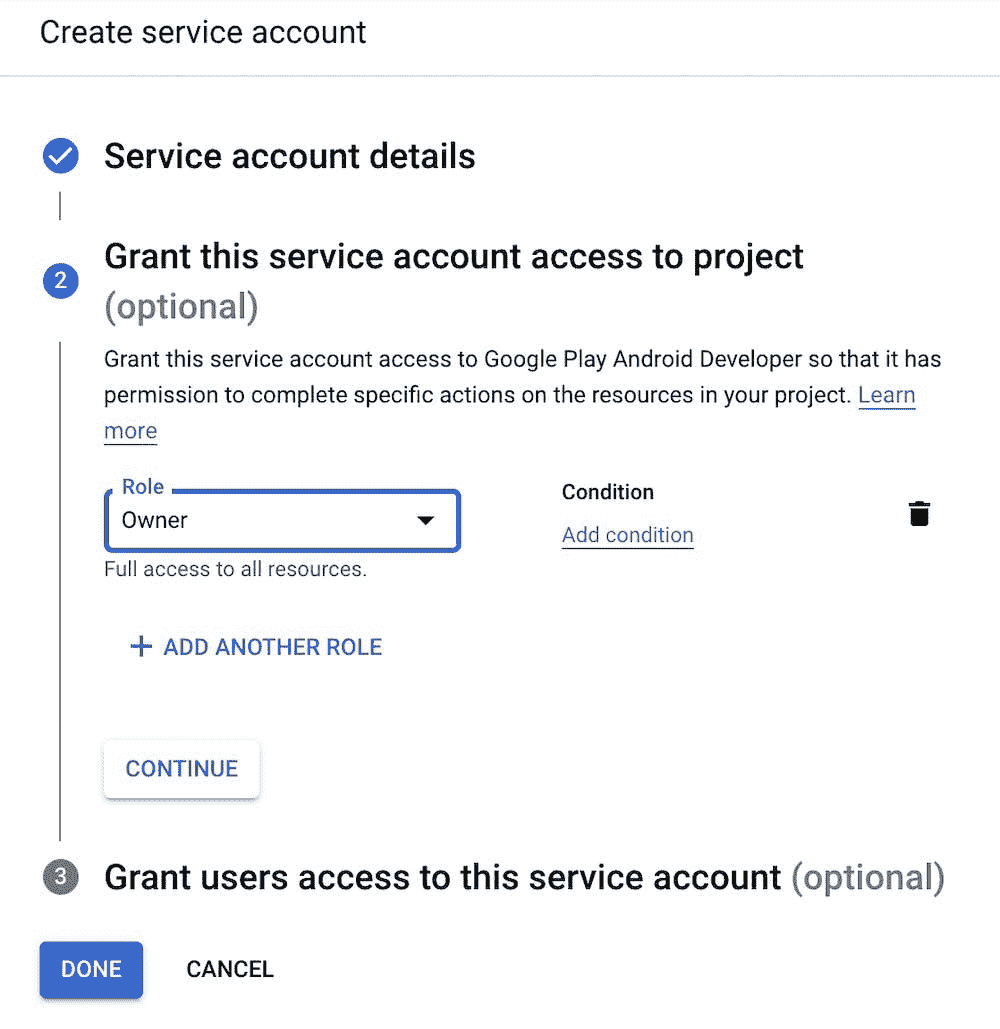 Create service account
Service account details
2
Grant this service account access to project
(optional)
Grant this service account access to Google Play Android Developer so that it has
permission to complete specific actions on the resources in your project. Learn
more
Role
Owner
Condition
Add condition
Full access to all resources.
+ ADD ANOTHER ROLE
CONTINUE
3
Grant users access to this service account (optional)
DONE
CANCEL